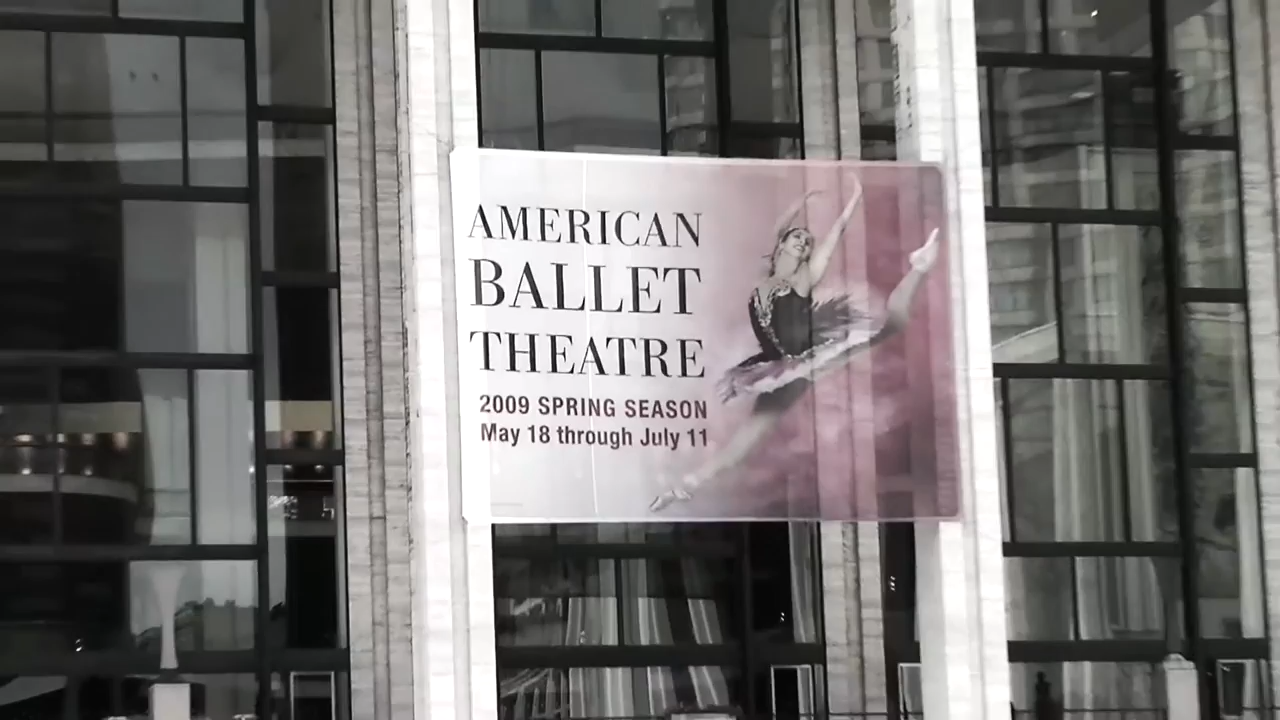 AMERICAN
BALLET
THEATRE
2009 SPRING SEASON
May 18 through July 11